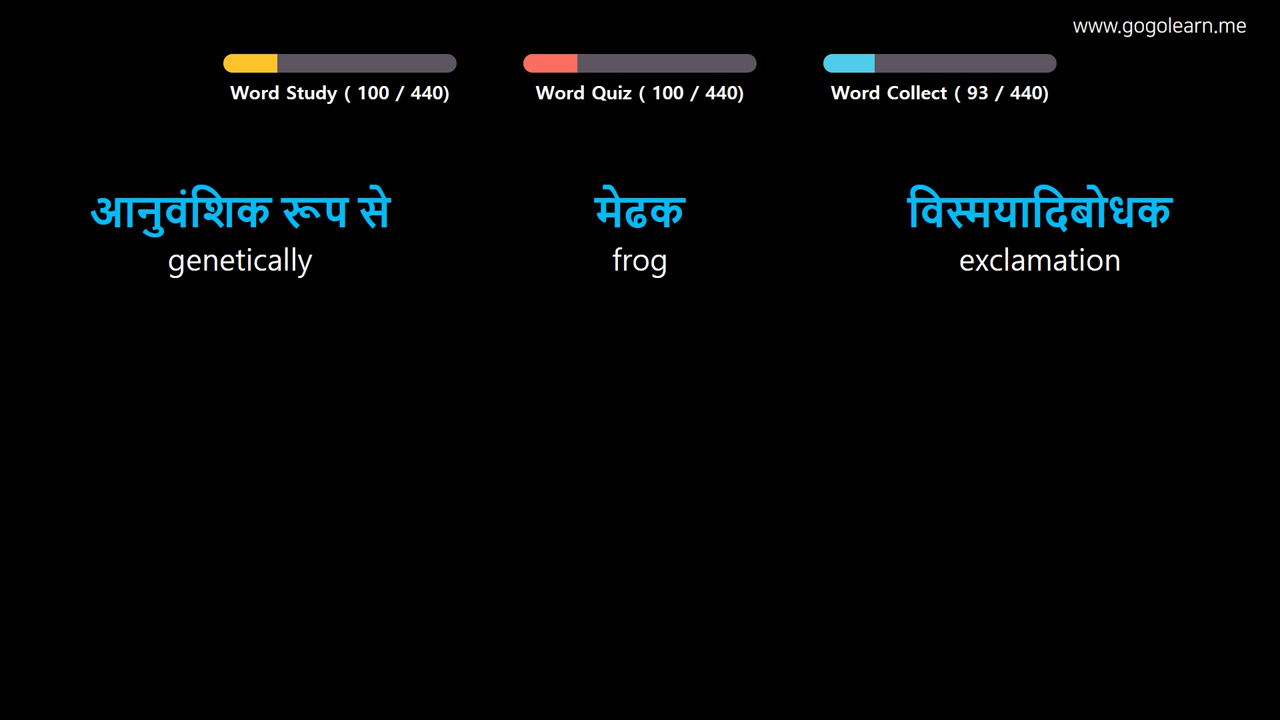 www.gogolearn.me
Word Study ( 100 / 440)
Word Quiz ( 100 / 440)
Word Collect ( 93 / 440)
आनुवंशिक रूप से
genetically
मेढक
frog
विस्मयादिबोधक
exclamation